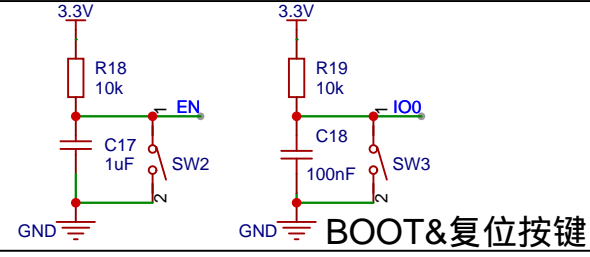 3.3V
R18
10k
1
EN
C17
1uF
SW2
2
GND
3.3V
R19
10k
1
IO0
C18
100nF
SW3
2
GND
BOOT&复位按键